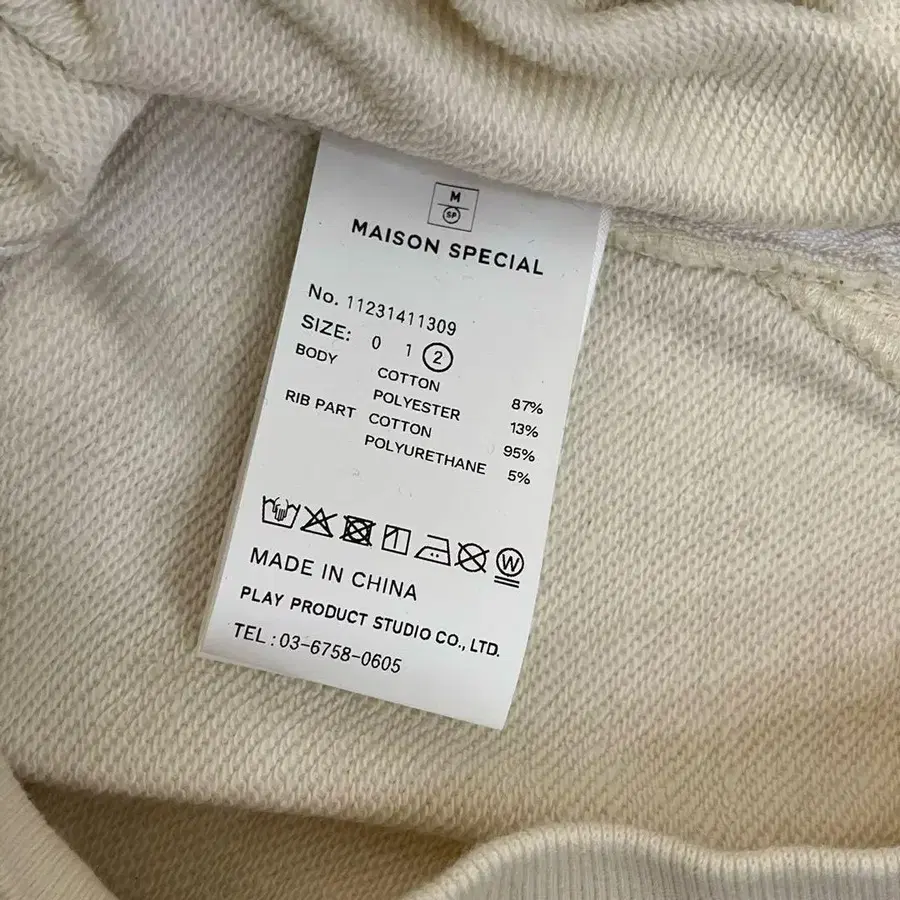 M
SP
MAISON SPECIAL
No. 11231411309
SIZE: 0 1 2
BODY COTTON 87%
POLYESTER 13%
RIB PART COTTON 95%
POLYURETHANE 5%
W
MADE IN CHINA
PLAY PRODUCT STUDIO CO., LTD.
TEL : 03-6758-0605